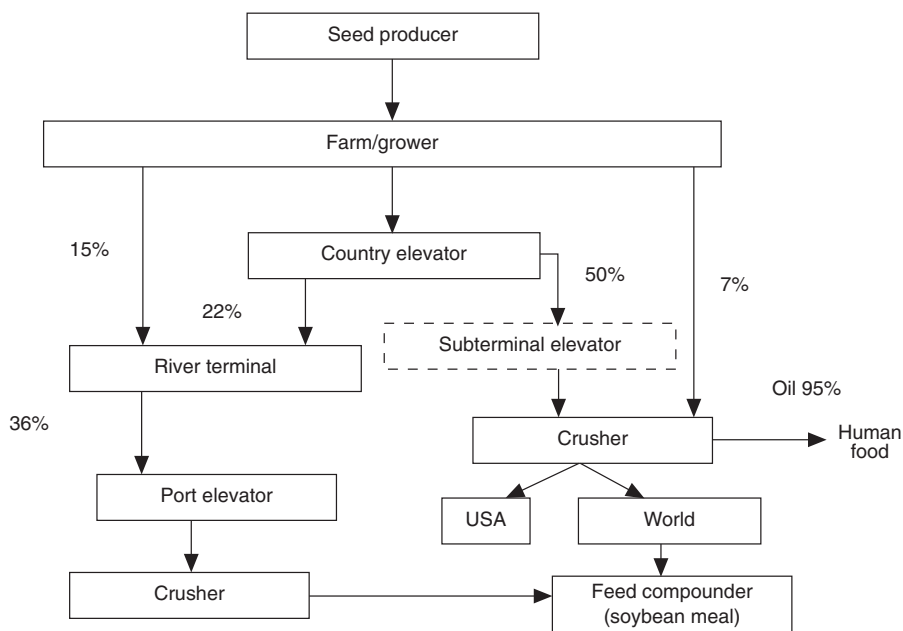 Seed producer
Farm/grower
15%
Country elevator
50%
7%
22%
River terminal
Subterminal elevator
Oil 95%
36%
Crusher
Human
food
Port elevator
USA
World
Crusher
Feed compounder
(soybean meal)